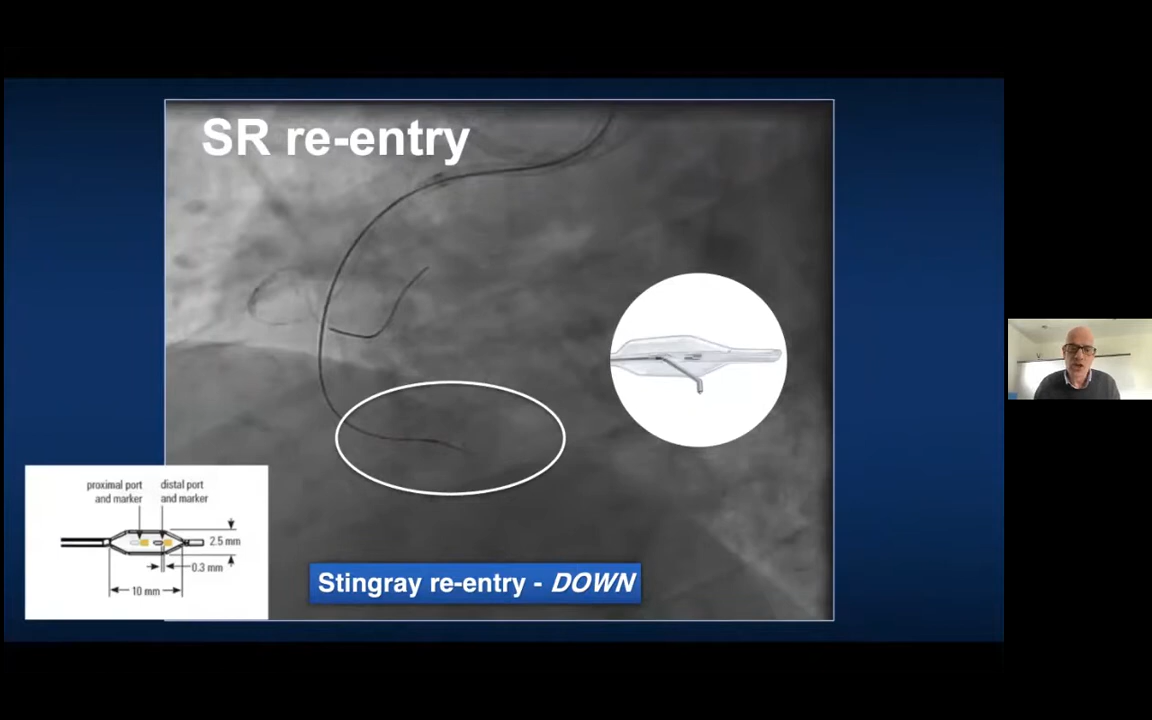 SR re-entry
proximal port
and marker
distal port
and marker
2.5 mm
0.3 mm
10 mm
Stingray re-entry - DOWN